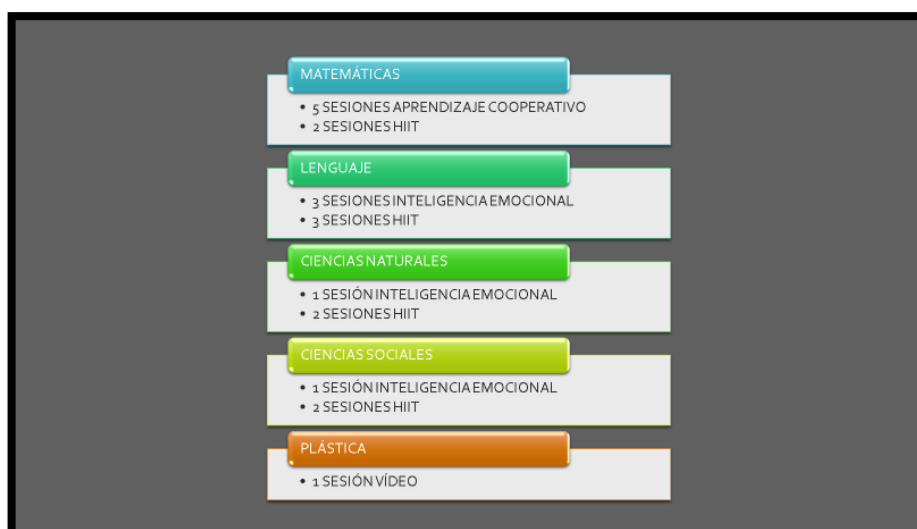 MATEMÁTICAS
• 5 SESIONES APRENDIZAJE COOPERATIVO
• 2 SESIONES HIIT
LENGUAJE
• 3 SESIONES INTELIGENCIA EMOCIONAL
• 3 SESIONES HIIT
CIENCIAS NATURALES
• 1 SESIÓN INTELIGENCIA EMOCIONAL
• 2 SESIONES HIIT
CIENCIAS SOCIALES
• 1 SESIÓN INTELIGENCIA EMOCIONAL
• 2 SESIONES HIIT
PLÁSTICA
• 1 SESIÓN VÍDEO